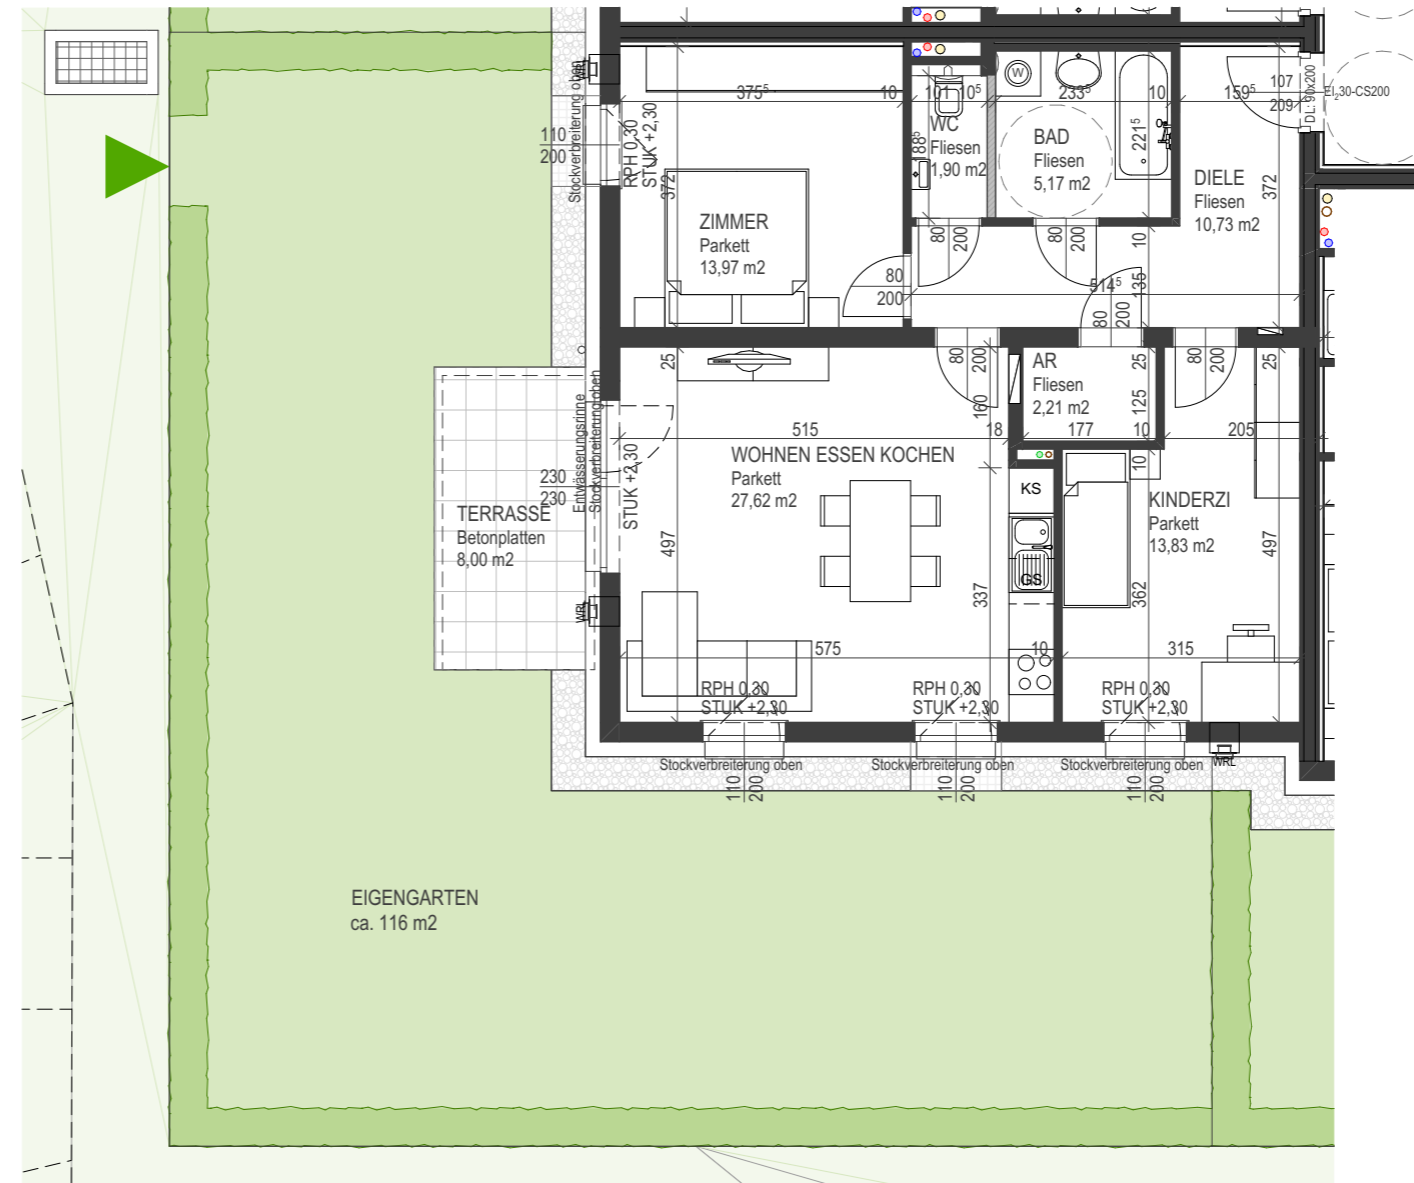 WRL
110
200
Stockverbreiterung oben
RPH 0,30
STUK +2,30
375⁵
10
372
ZIMMER
Parkett
13,97 m2
80
200
101
10⁵
188⁵
WC
Fliesen
1,90 m2
80
200
W
233⁵
10
BAD
Fliesen
5,17 m2
221⁵
80
200
159⁵
107
209
DL: 90x200
EI₂30-CS200
DIELE
Fliesen
10,73 m2
372
10
135
514⁵
80
200
25
80
200
160
AR
Fliesen
2,21 m2
25
125
177
10
80
200
25
205
515
18
WOHNEN ESSEN KOCHEN
Parkett
27,62 m2
Entwässerungsrinne
Stockverbreiterung oben
230
230
STUK +2,30
TERRASSE
Betonplatten
8,00 m2
497
KS
GS
337
10
KINDERZI
Parkett
13,83 m2
362
497
WRL
575
10
315
RPH 0,30
STUK +2,30
RPH 0,30
STUK +2,30
RPH 0,30
STUK +2,30
Stockverbreiterung oben
Stockverbreiterung oben
Stockverbreiterung oben
WRL
110
200
110
200
110
200
EIGENGARTEN
ca. 116 m2